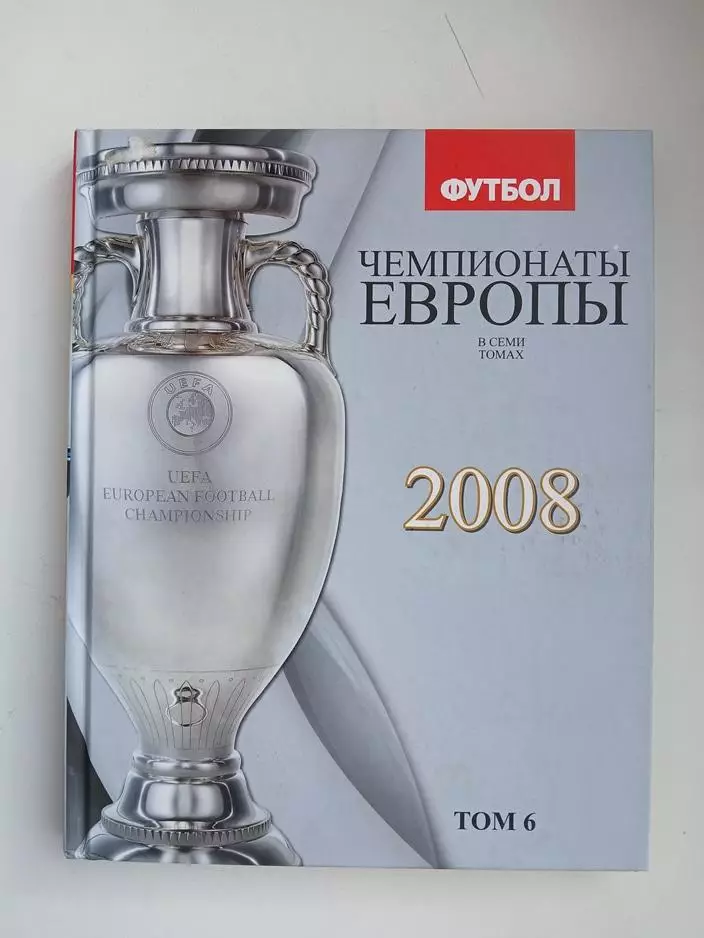 ФУТБОЛ
ЧЕМПИОНАТЫ
ЕВРОПЫ
В СЕМИ
ТОМАХ
UEFA
UEFA
EUROPEAN FOOTBALL
CHAMPIONSHIP
2008
ТОМ 6